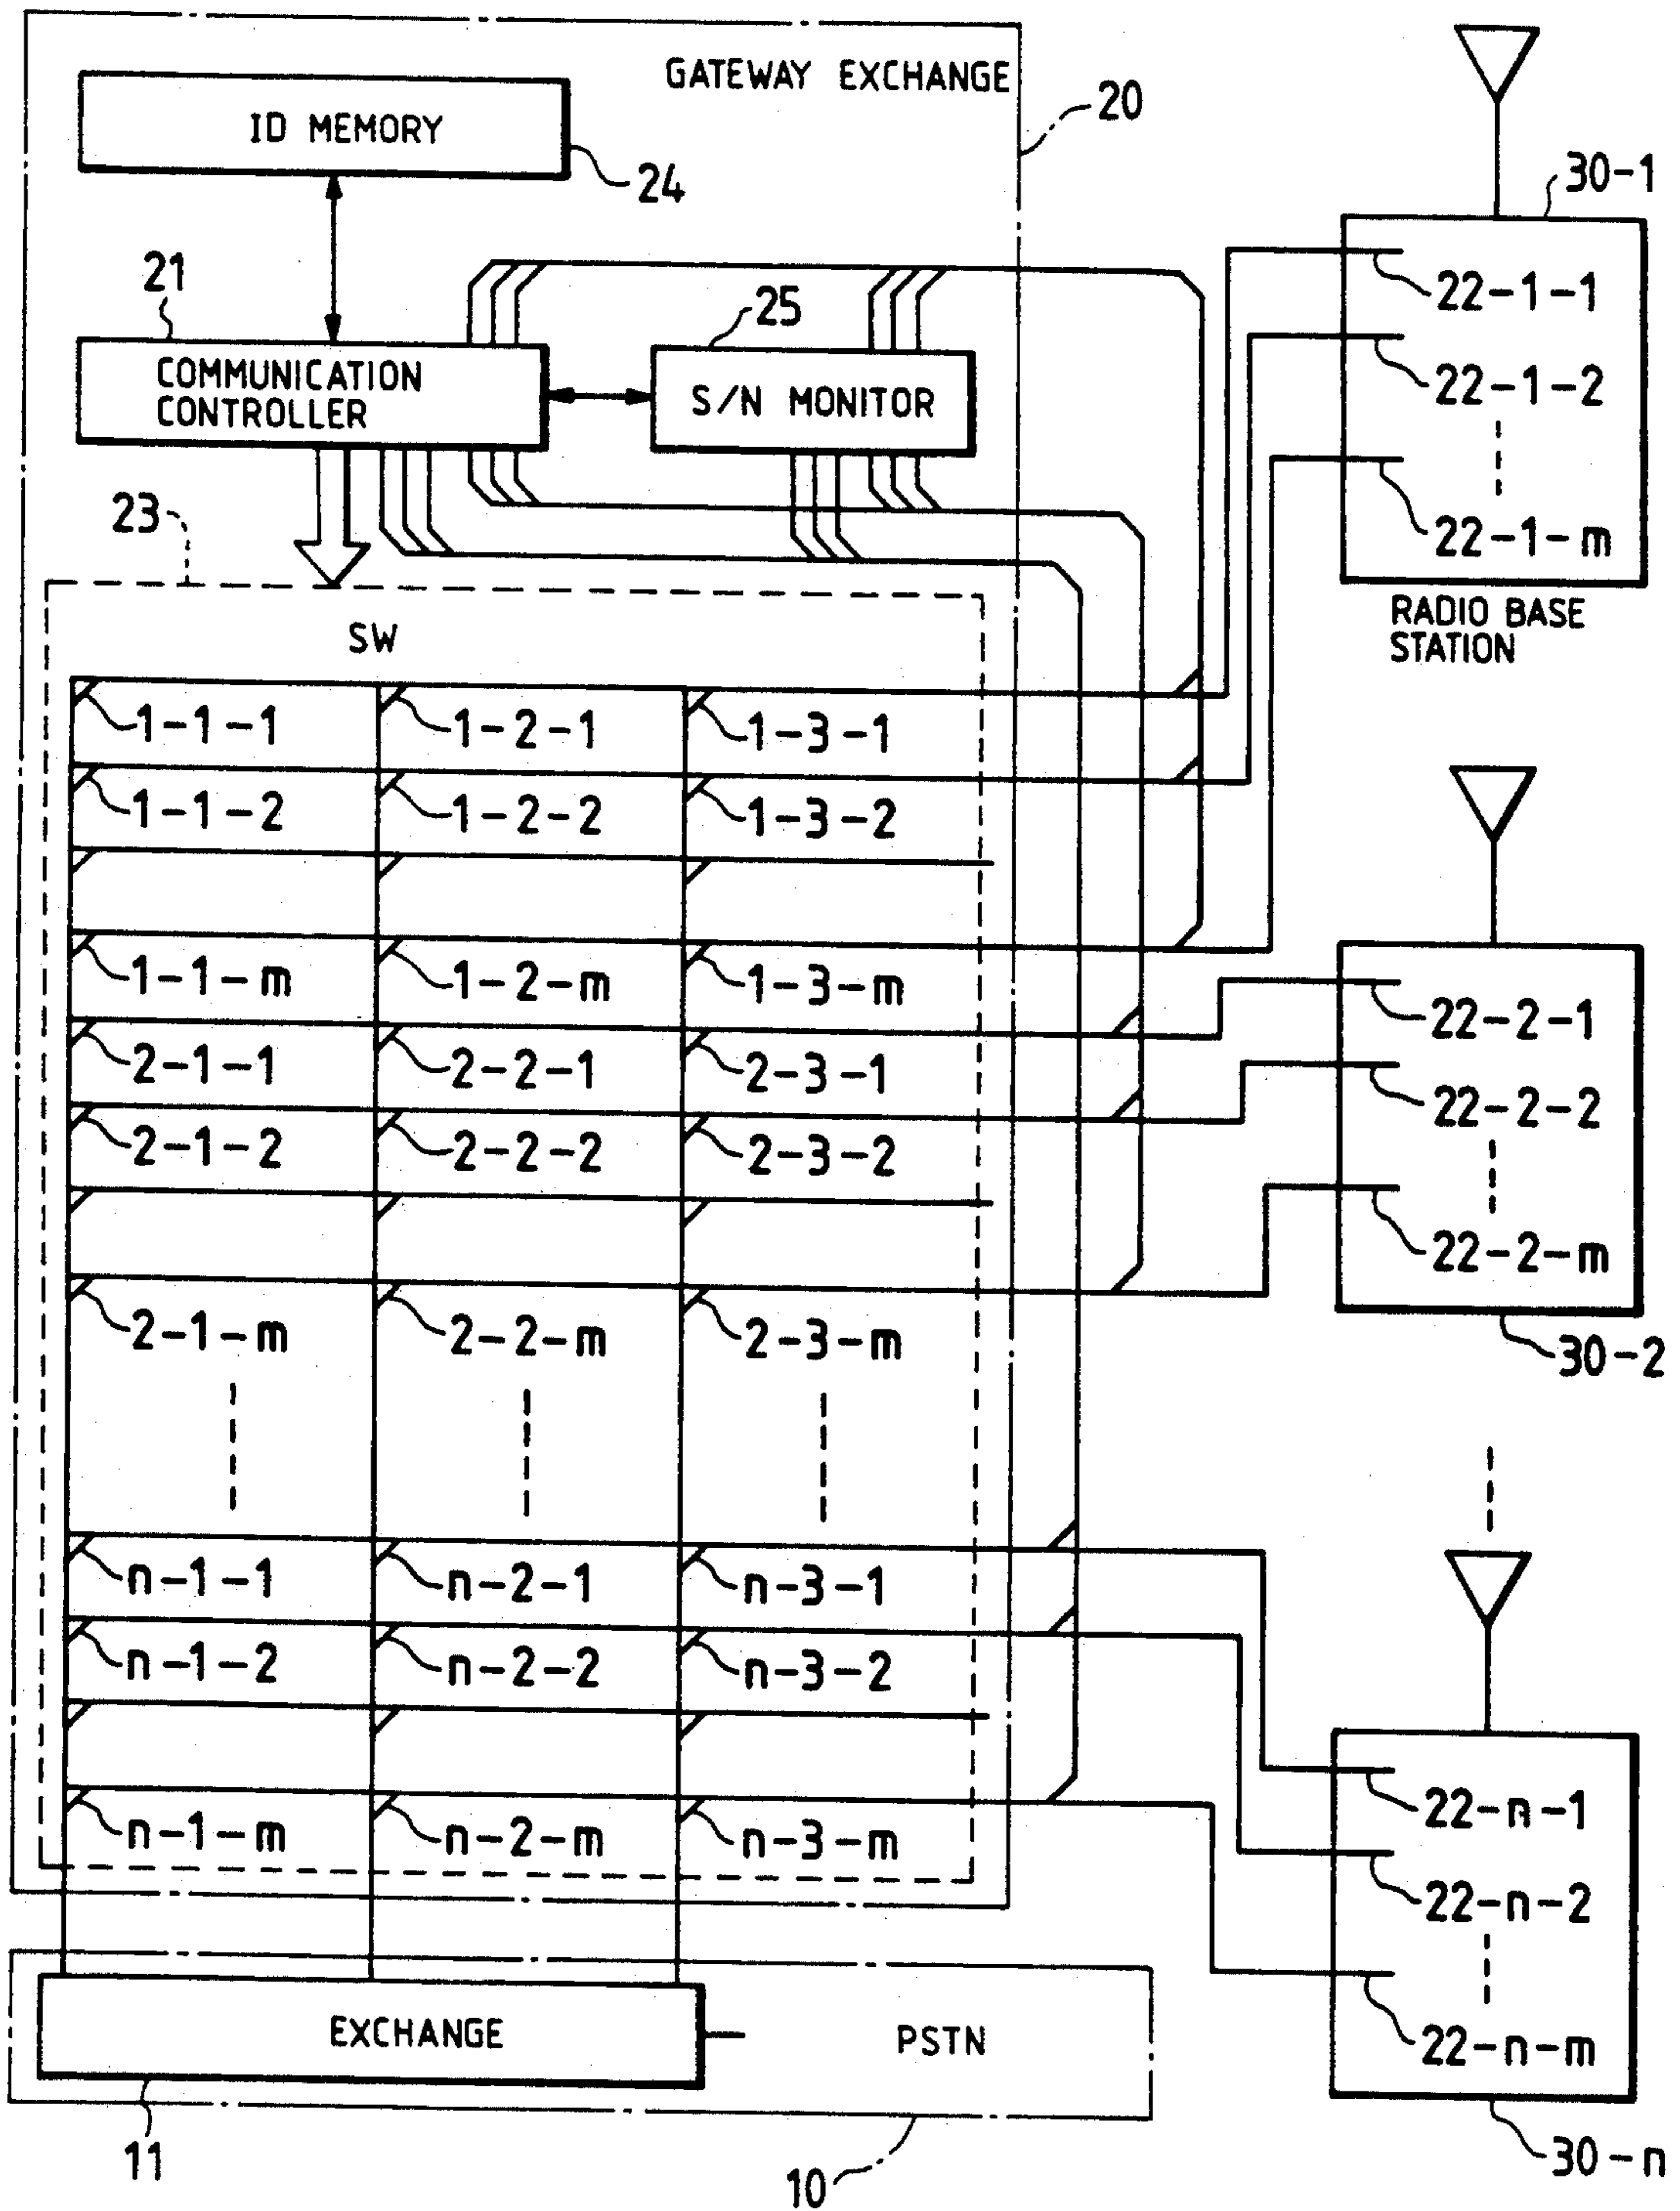 GATEWAY EXCHANGE
20
ID MEMORY
24
30-1
21
25
22-1-1
COMMUNICATION
CONTROLLER
S/N MONITOR
22-1-2
23
22-1-m
RADIO BASE
STATION
SW
1-1-1 1-2-1 1-3-1
1-1-2 1-2-2 1-3-2
1-1-m 1-2-m 1-3-m
22-2-1
2-1-1 2-2-1 2-3-1
22-2-2
2-1-2 2-2-2 2-3-2
22-2-m
2-1-m 2-2-m 2-3-m
30-2
n-1-1 n-2-1 n-3-1
n-1-2 n-2-2 n-3-2
22-n-1
n-1-m n-2-m n-3-m
22-n-2
EXCHANGE
PSTN
22-n-m
11
10
30-n